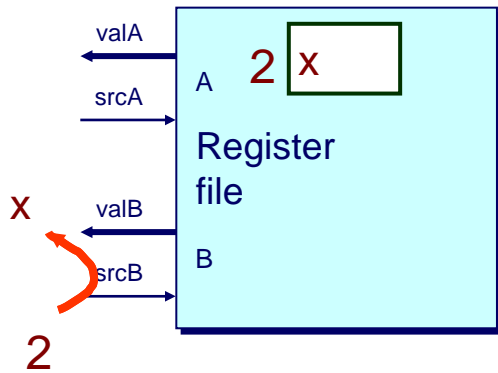 valA
2 x
A
srcA
Register
file
x
valB
B
srcB
2